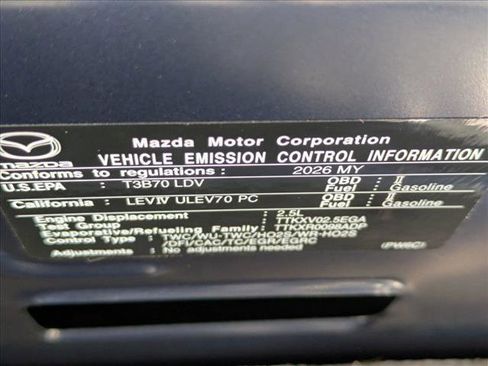 Mazda Motor Corporation
mazda
VEHICLE EMISSION CONTROL INFORMATION
Conforms to regulations : 2026 MY
U.S.EPA : T3B70 LDV OBD : II
Fuel : Gasoline
California : LEVIV ULEV70 PC OBD : II
Fuel : Gasoline
Engine Displacement : 2.5L
Test Group : TTKXV02.5EGA
Evaporative/Refueling Family: TTKXR0098ADP
Control Type : TWC/WU-TWC/HO2S/WR-HO2S
/DFI/CAC/TC/EGR/EGRC
Adjustments : No adjustments needed (PW6C)